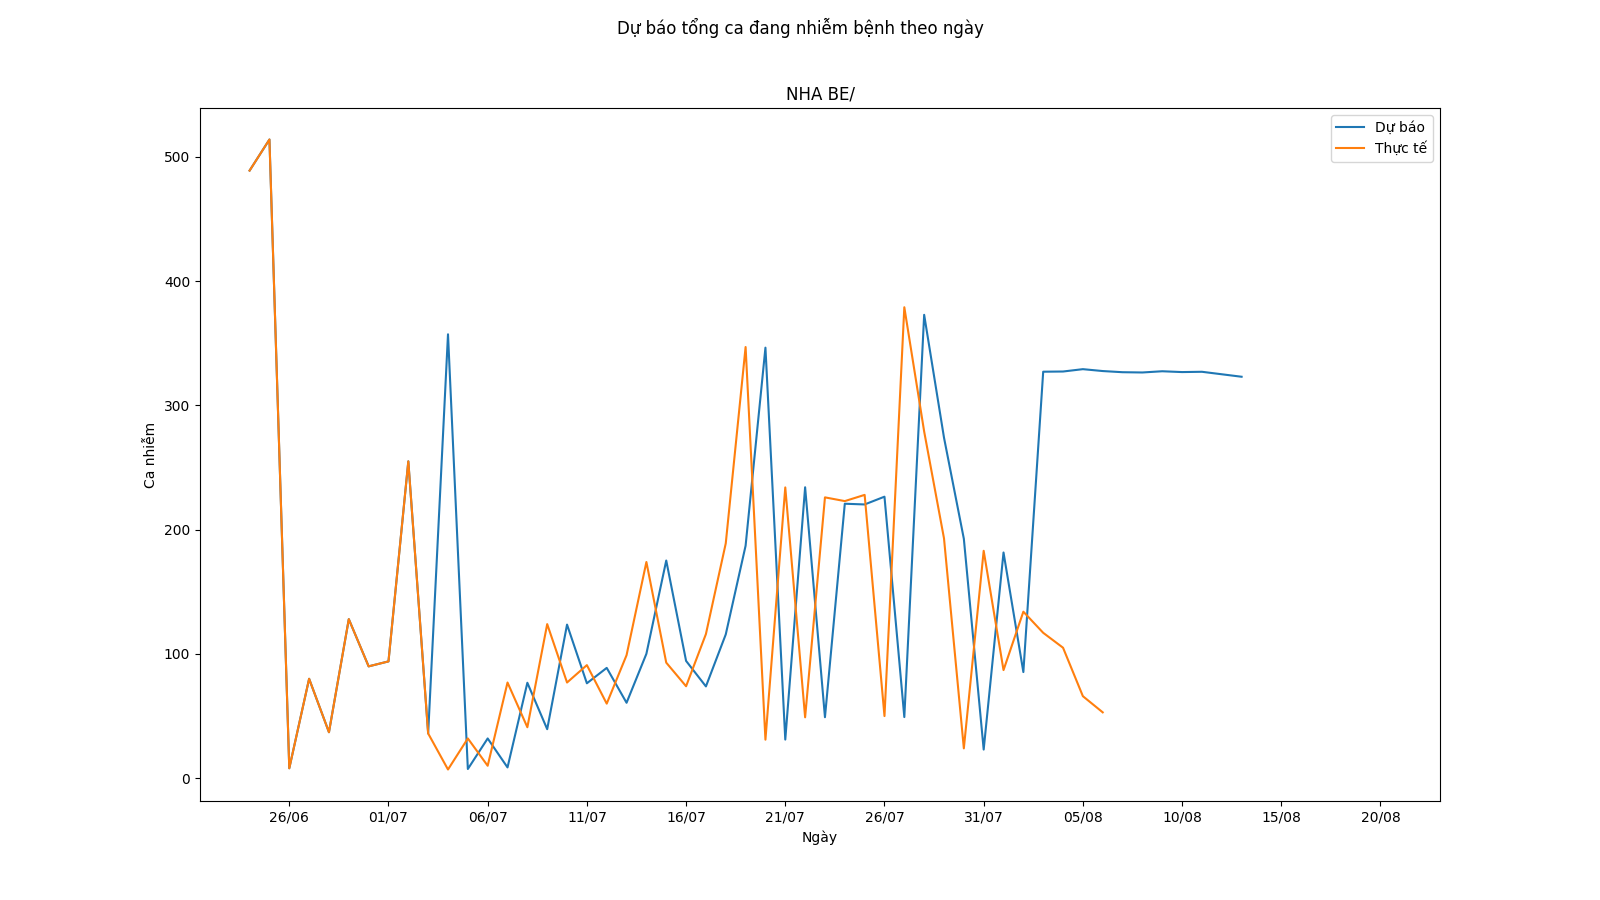 Dự báo tổng ca đang nhiễm bệnh theo ngày
NHA BE/
Dự báo
Thực tế
500
400
300
200
100
0
Ca nhiễm
26/06 01/07 06/07 11/07 16/07 21/07 26/07 31/07 05/08 10/08 15/08 20/08
Ngày